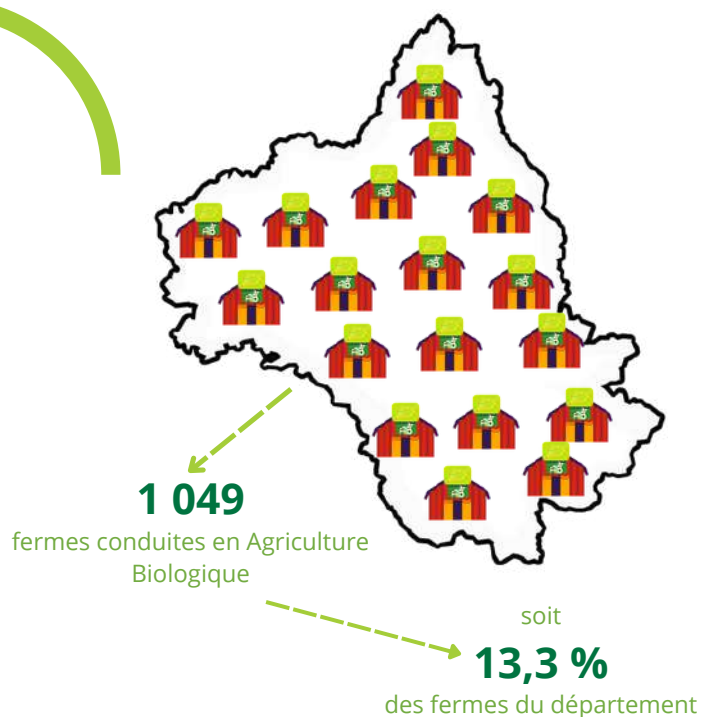 1 049
fermes conduites en Agriculture
Biologique
soit
13,3 %
des fermes du département